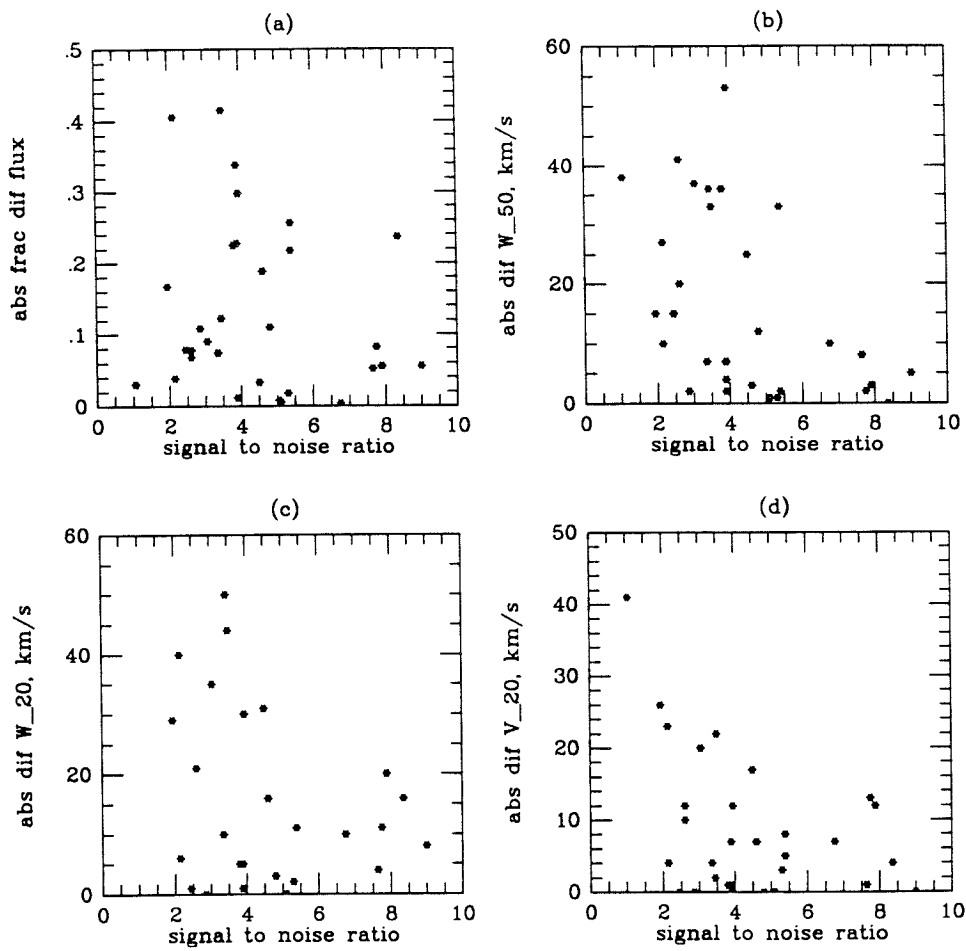 (a)
.5
.4
.3
.2
.1
0
abs frac dif flux
0 2 4 6 8 10
signal to noise ratio
(b)
60
40
20
0
abs dif W_50, km/s
0 2 4 6 8 10
signal to noise ratio
(c)
60
40
20
0
abs dif W_20, km/s
0 2 4 6 8 10
signal to noise ratio
(d)
50
40
30
20
10
0
abs dif V_20, km/s
0 2 4 6 8 10
signal to noise ratio